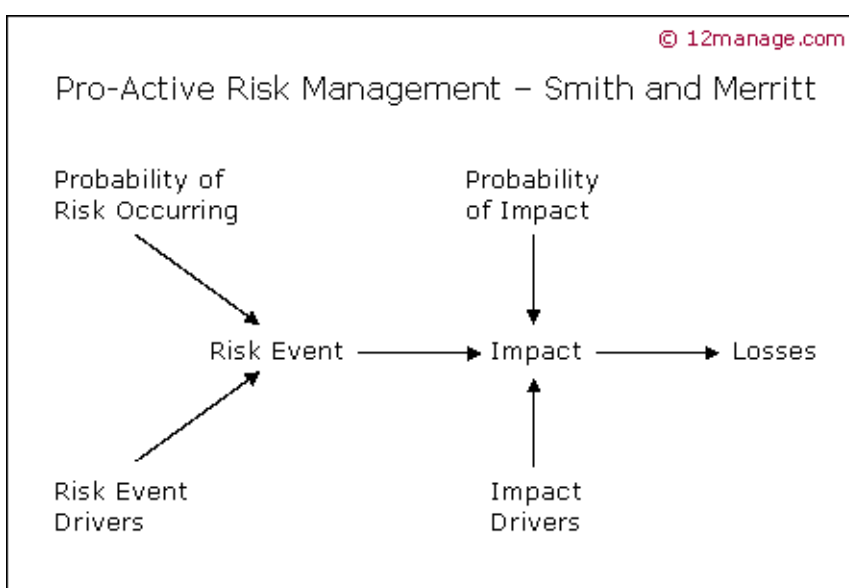 © 12manage.com
Pro-Active Risk Management – Smith and Merritt
Probability of
Risk Occurring
Probability
of Impact
Risk Event
Impact
Losses
Risk Event
Drivers
Impact
Drivers